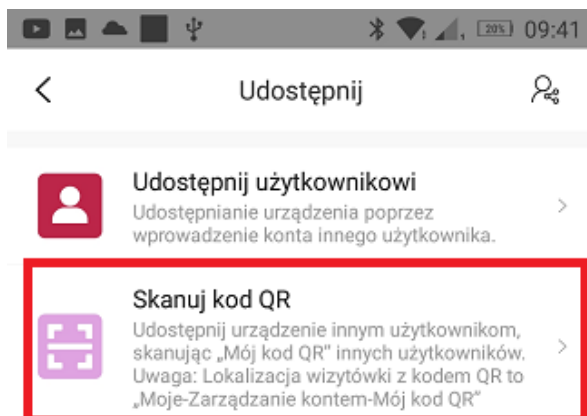 20% 09:41
Udostępnij
Udostępnij użytkownikowi
Udostępnianie urządzenia poprzez
wprowadzenie konta innego użytkownika.
Skanuj kod QR
Udostępnij urządzenie innym użytkownikom,
skanując „Mój kod QR" innych użytkowników.
Uwaga: Lokalizacja wizytówki z kodem QR to
„Moje-Zarządzanie kontem-Mój kod QR"